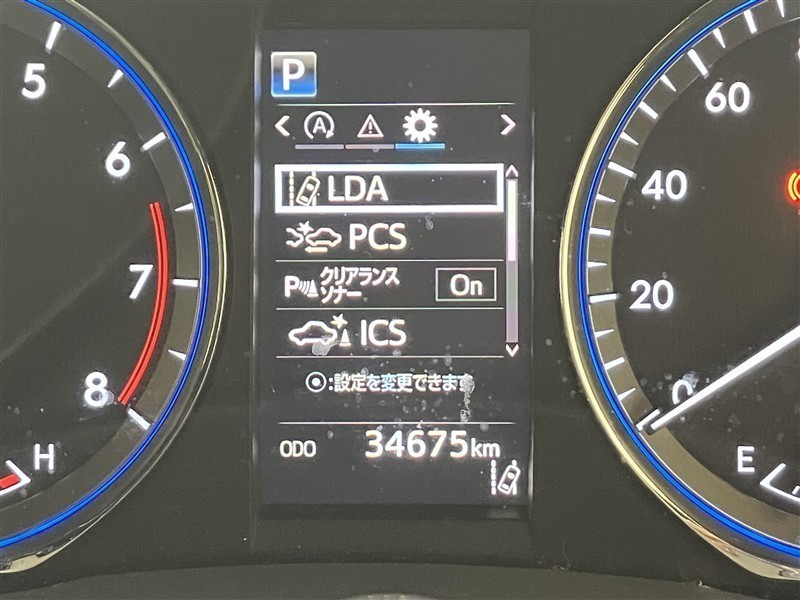 P
A
LDA
PCS
P クリアランス
ソナー On
ICS
:設定を変更できます
ODO 34675km
5
6
7
8
H
60
40
20
0
E